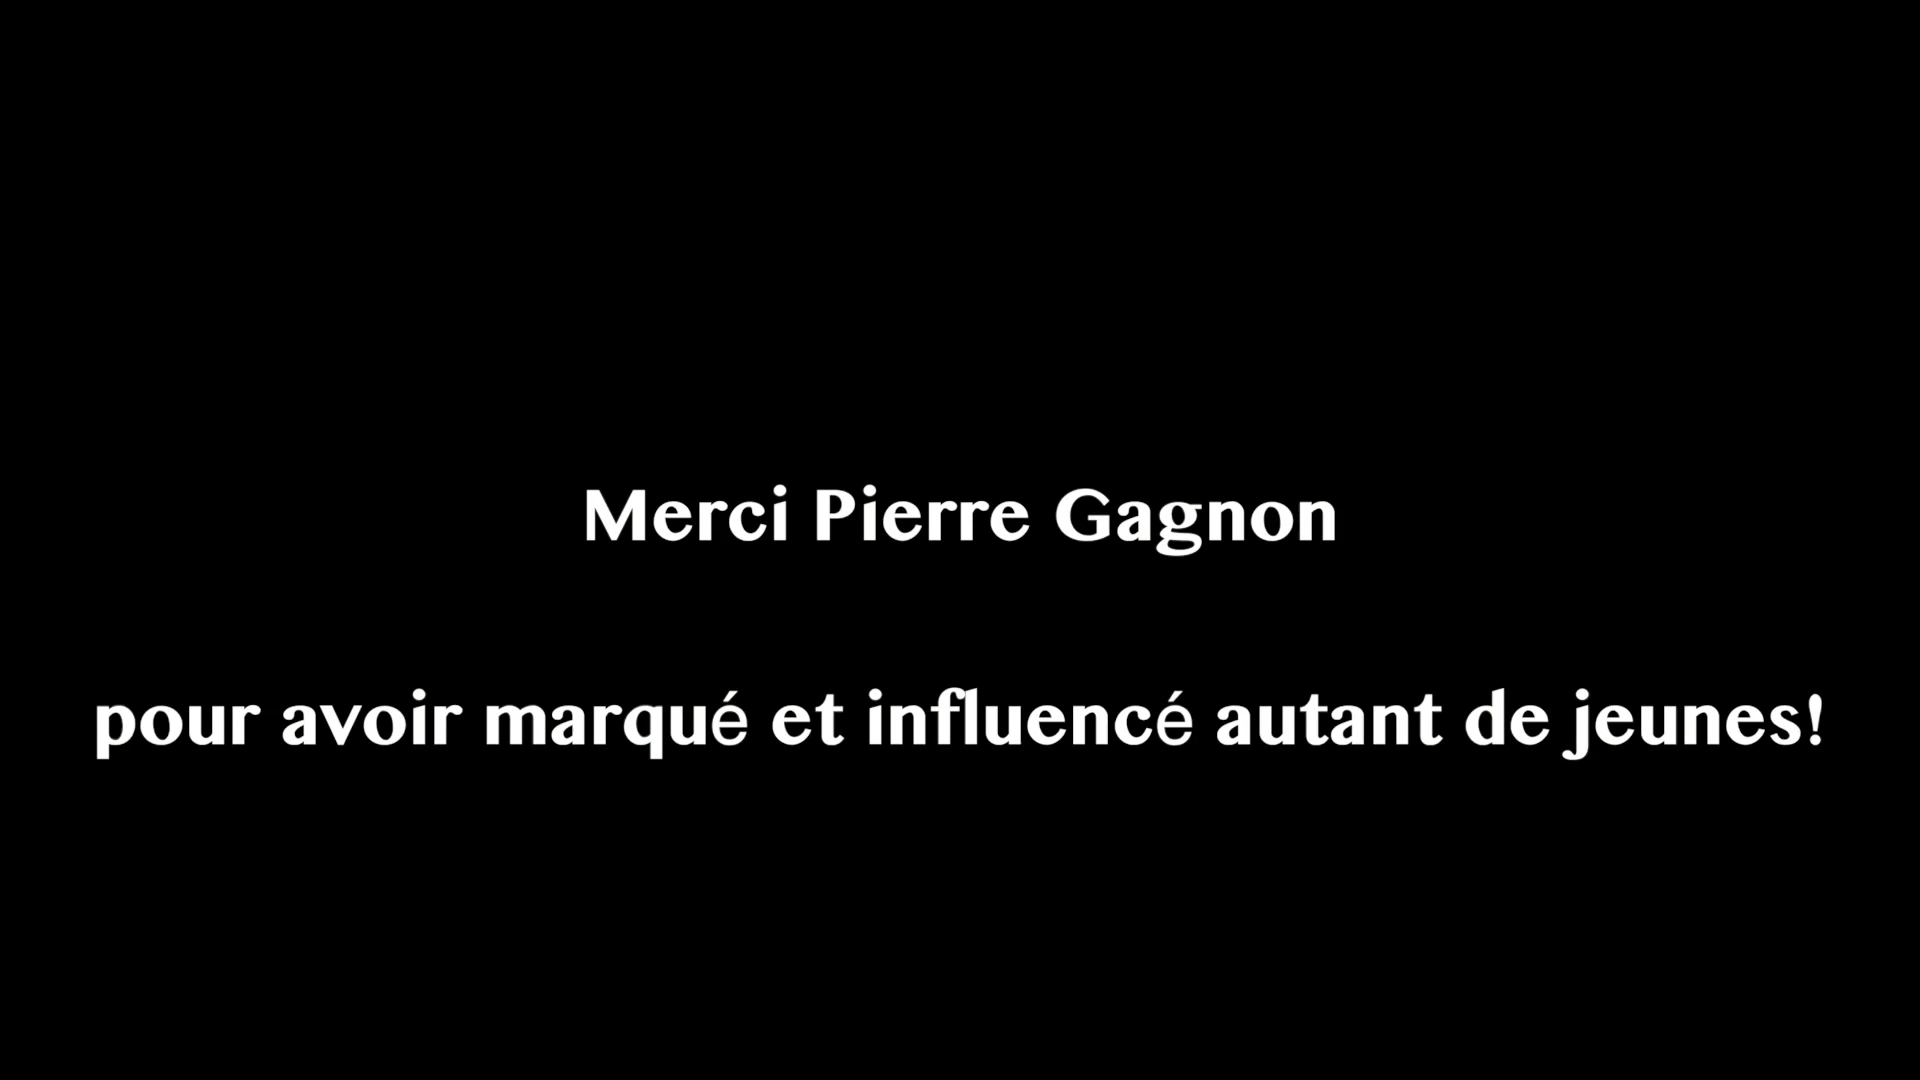 Merci Pierre Gagnon
pour avoir marqué et influencé autant de jeunes!